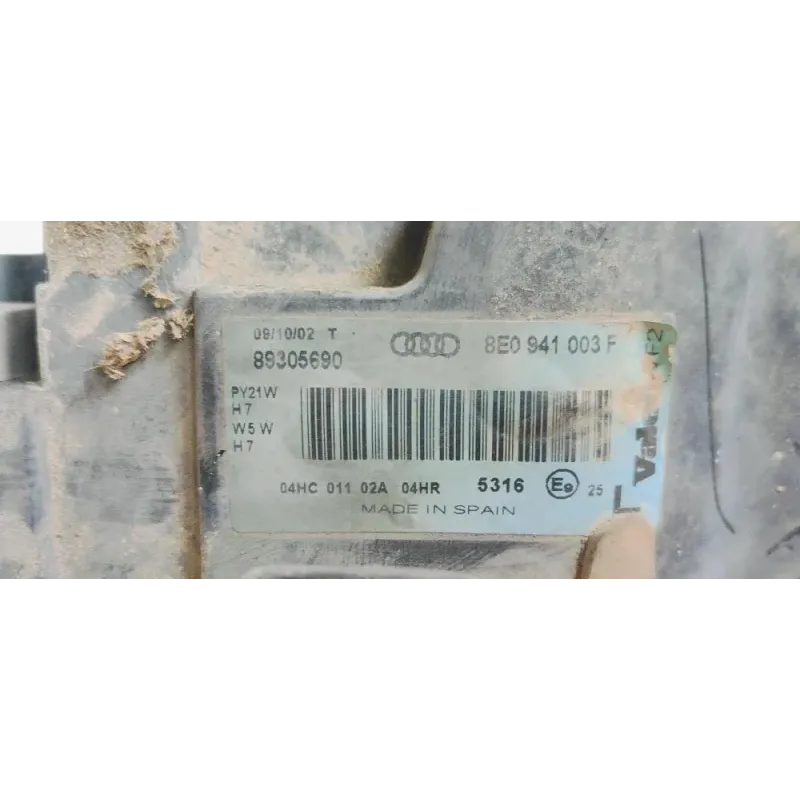 09/10/02 T
89305690
8E0 941 003 F
PY21W
H7
W5W
H7
04HC 011 02A 04HR 5316 E9 25
MADE IN SPAIN
L